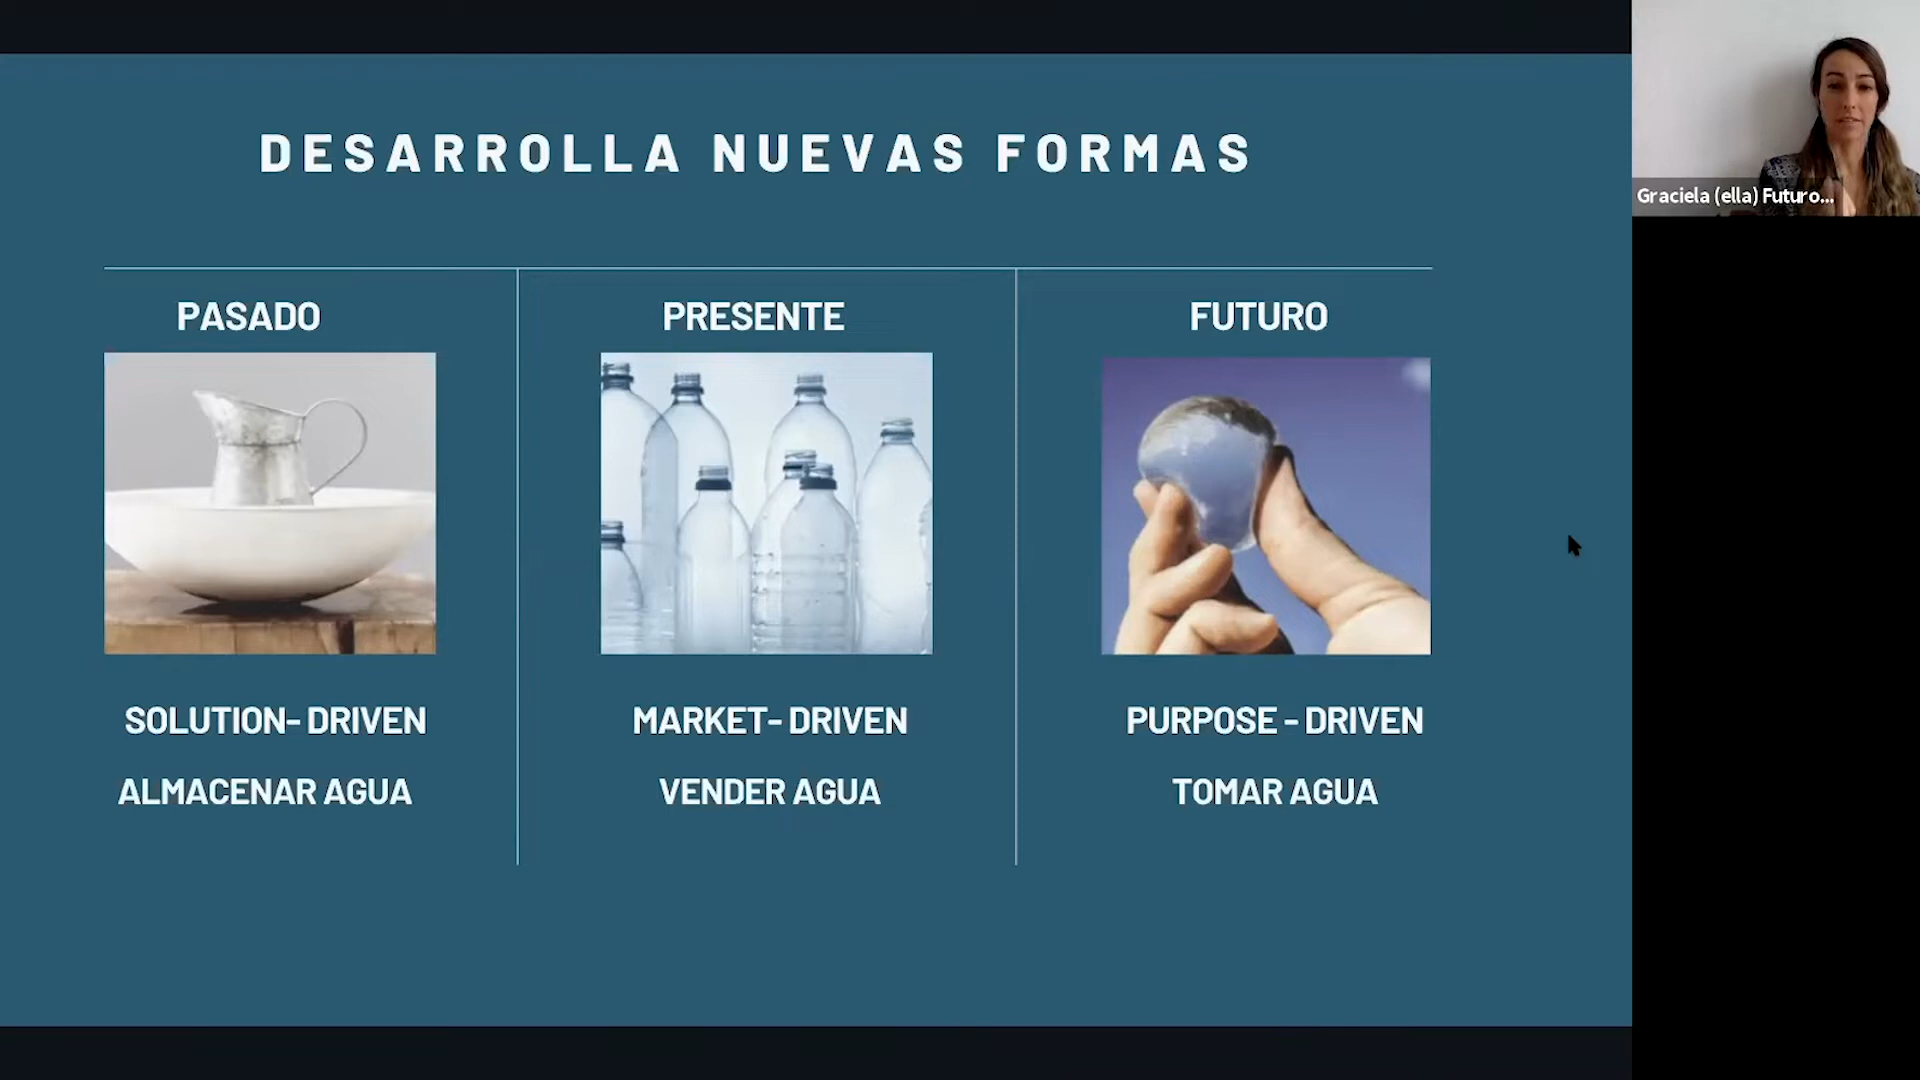 DESARROLLA NUEVAS FORMAS
PASADO
PRESENTE
FUTURO
SOLUTION- DRIVEN
MARKET- DRIVEN
PURPOSE - DRIVEN
ALMACENAR AGUA
VENDER AGUA
TOMAR AGUA
Graciela (ella) Futuro...